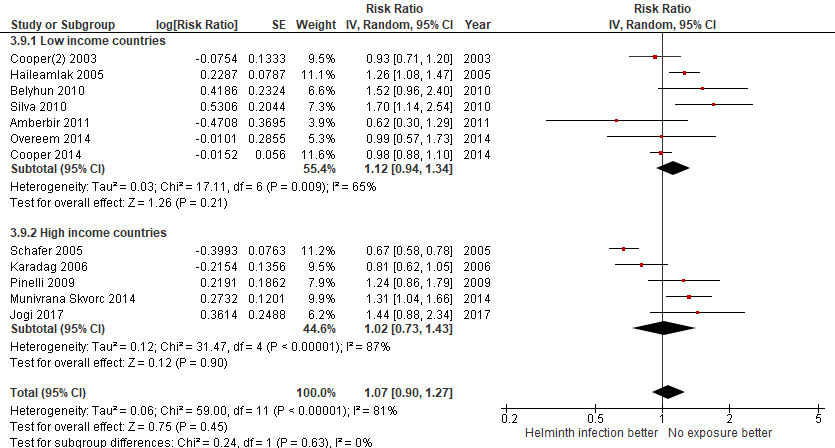 Risk Ratio Risk Ratio
Study or Subgroup log[Risk Ratio] SE Weight IV, Random, 95% CI Year IV, Random, 95% CI
3.9.1 Low income countries
Cooper(2) 2003 -0.0754 0.1333 9.5% 0.93 [0.71, 1.20] 2003
Haileamlak 2005 0.2287 0.0787 11.1% 1.26 [1.08, 1.47] 2005
Belyhun 2010 0.4186 0.2324 6.6% 1.52 [0.96, 2.40] 2010
Silva 2010 0.5306 0.2044 7.3% 1.70 [1.14, 2.54] 2010
Amberbir 2011 -0.4708 0.3695 3.8% 0.62 [0.30, 1.29] 2011
Overeem 2014 -0.0101 0.2855 5.3% 0.99 [0.57, 1.73] 2014
Cooper 2014 -0.0152 0.056 11.6% 0.98 [0.88, 1.10] 2014
Subtotal (95% CI) 55.4% 1.12 [0.94, 1.34]
Heterogeneity: Tau² = 0.03; Chi² = 17.11, df = 6 (P = 0.009); I² = 65%
Test for overall effect: Z = 1.26 (P = 0.21)
3.9.2 High income countries
Schafer 2005 -0.3993 0.0763 11.2% 0.67 [0.58, 0.78] 2005
Karadag 2006 -0.2154 0.1356 9.5% 0.81 [0.62, 1.05] 2006
Pinelli 2009 0.2191 0.1862 7.9% 1.24 [0.86, 1.79] 2009
Munivrana Skvorc 2014 0.2732 0.1201 9.9% 1.31 [1.04, 1.66] 2014
Jogi 2017 0.3614 0.2488 6.2% 1.44 [0.88, 2.34] 2017
Subtotal (95% CI) 44.6% 1.02 [0.73, 1.43]
Heterogeneity: Tau² = 0.12; Chi² = 31.47, df = 4 (P < 0.00001); I² = 87%
Test for overall effect: Z = 0.12 (P = 0.90)
Total (95% CI) 100.0% 1.07 [0.90, 1.27]
Heterogeneity: Tau² = 0.06; Chi² = 59.00, df = 11 (P < 0.00001); I² = 81%
0.2 0.5 1 2 5
Test for overall effect: Z = 0.75 (P = 0.45)
Helminth infection better No exposure better
Test for subgroup differences: Chi² = 0.24, df = 1 (P = 0.63), I² = 0%